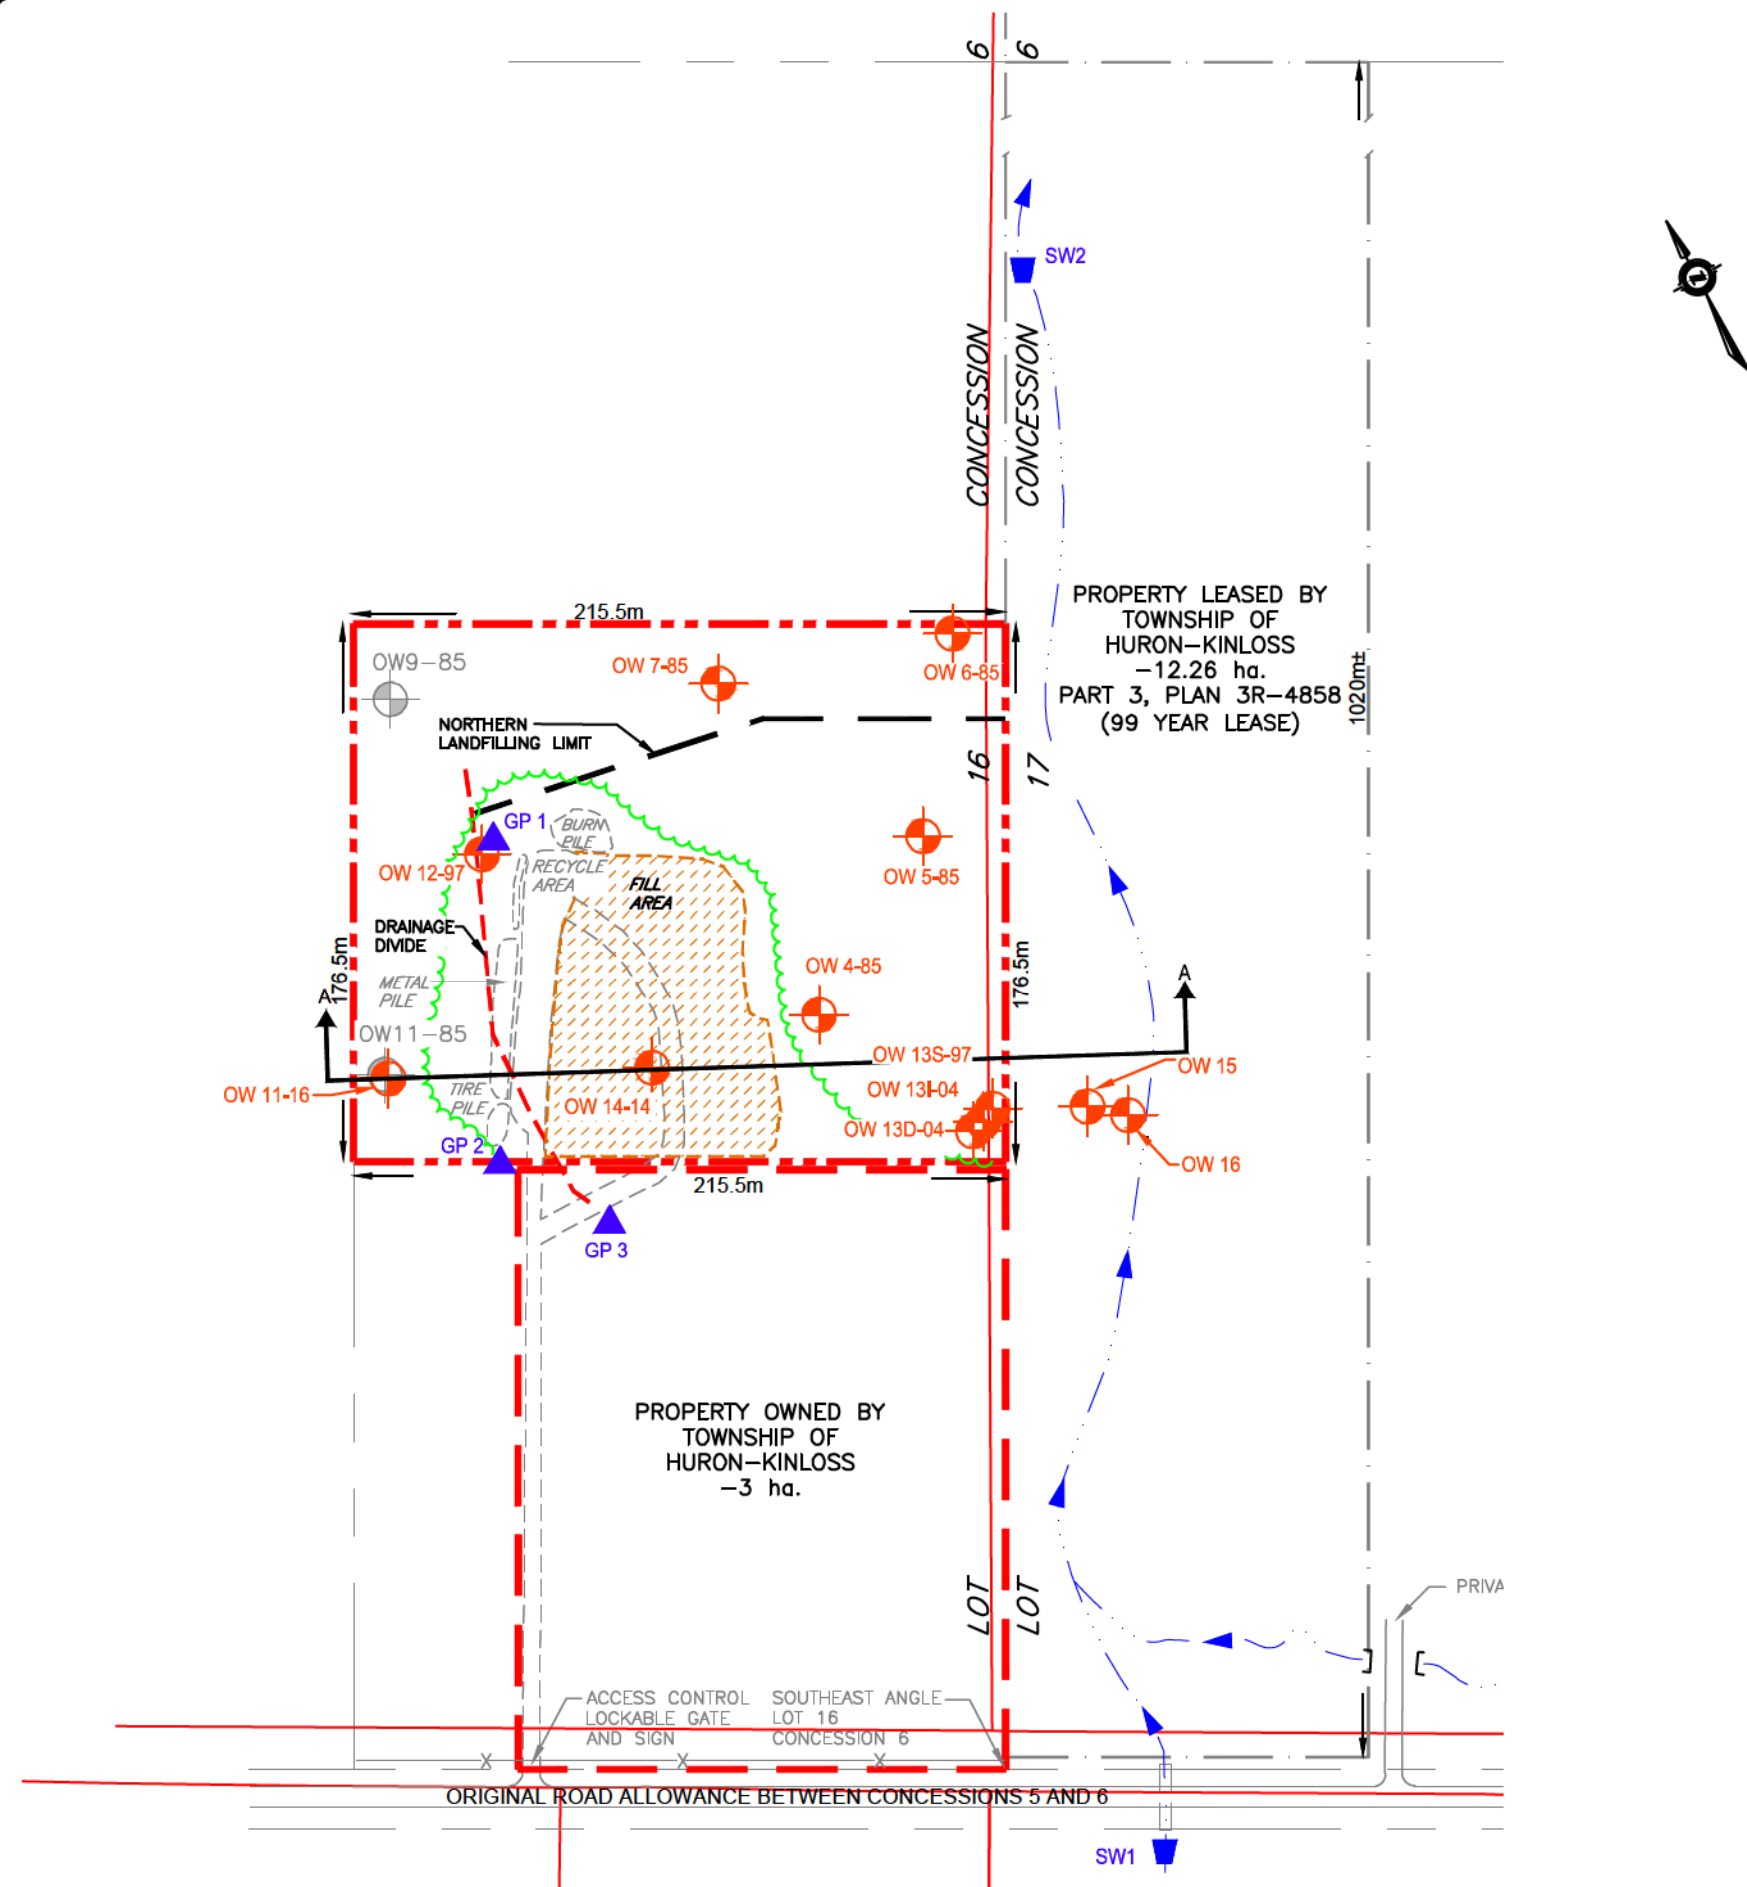 6
6
SW2
CONCESSION
CONCESSION
PROPERTY LEASED BY
TOWNSHIP OF
HURON-KINLOSS
-12.26 ha.
PART 3, PLAN 3R-4858
(99 YEAR LEASE)
1020m±
215.5m
OW9-85
OW 7-85
OW 6-85
NORTHERN
LANDFILLING LIMIT
16
17
GP 1
BURN
PILE
OW 12-97
RECYCLE
AREA
FILL
AREA
OW 5-85
DRAINAGE
DIVIDE
176.5m
METAL
PILE
OW 4-85
176.5m
A
A
OW11-85
OW 13S-97
OW 15
OW 11-16
TIRE
PILE
OW 14-14
OW 13I-04
OW 13D-04
GP 2
OW 16
215.5m
GP 3
PROPERTY OWNED BY
TOWNSHIP OF
HURON-KINLOSS
-3 ha.
LOT
LOT
PRIVA
ACCESS CONTROL
LOCKABLE GATE
AND SIGN
SOUTHEAST ANGLE
LOT 16
CONCESSION 6
X
X
X
ORIGINAL ROAD ALLOWANCE BETWEEN CONCESSIONS 5 AND 6
SW1